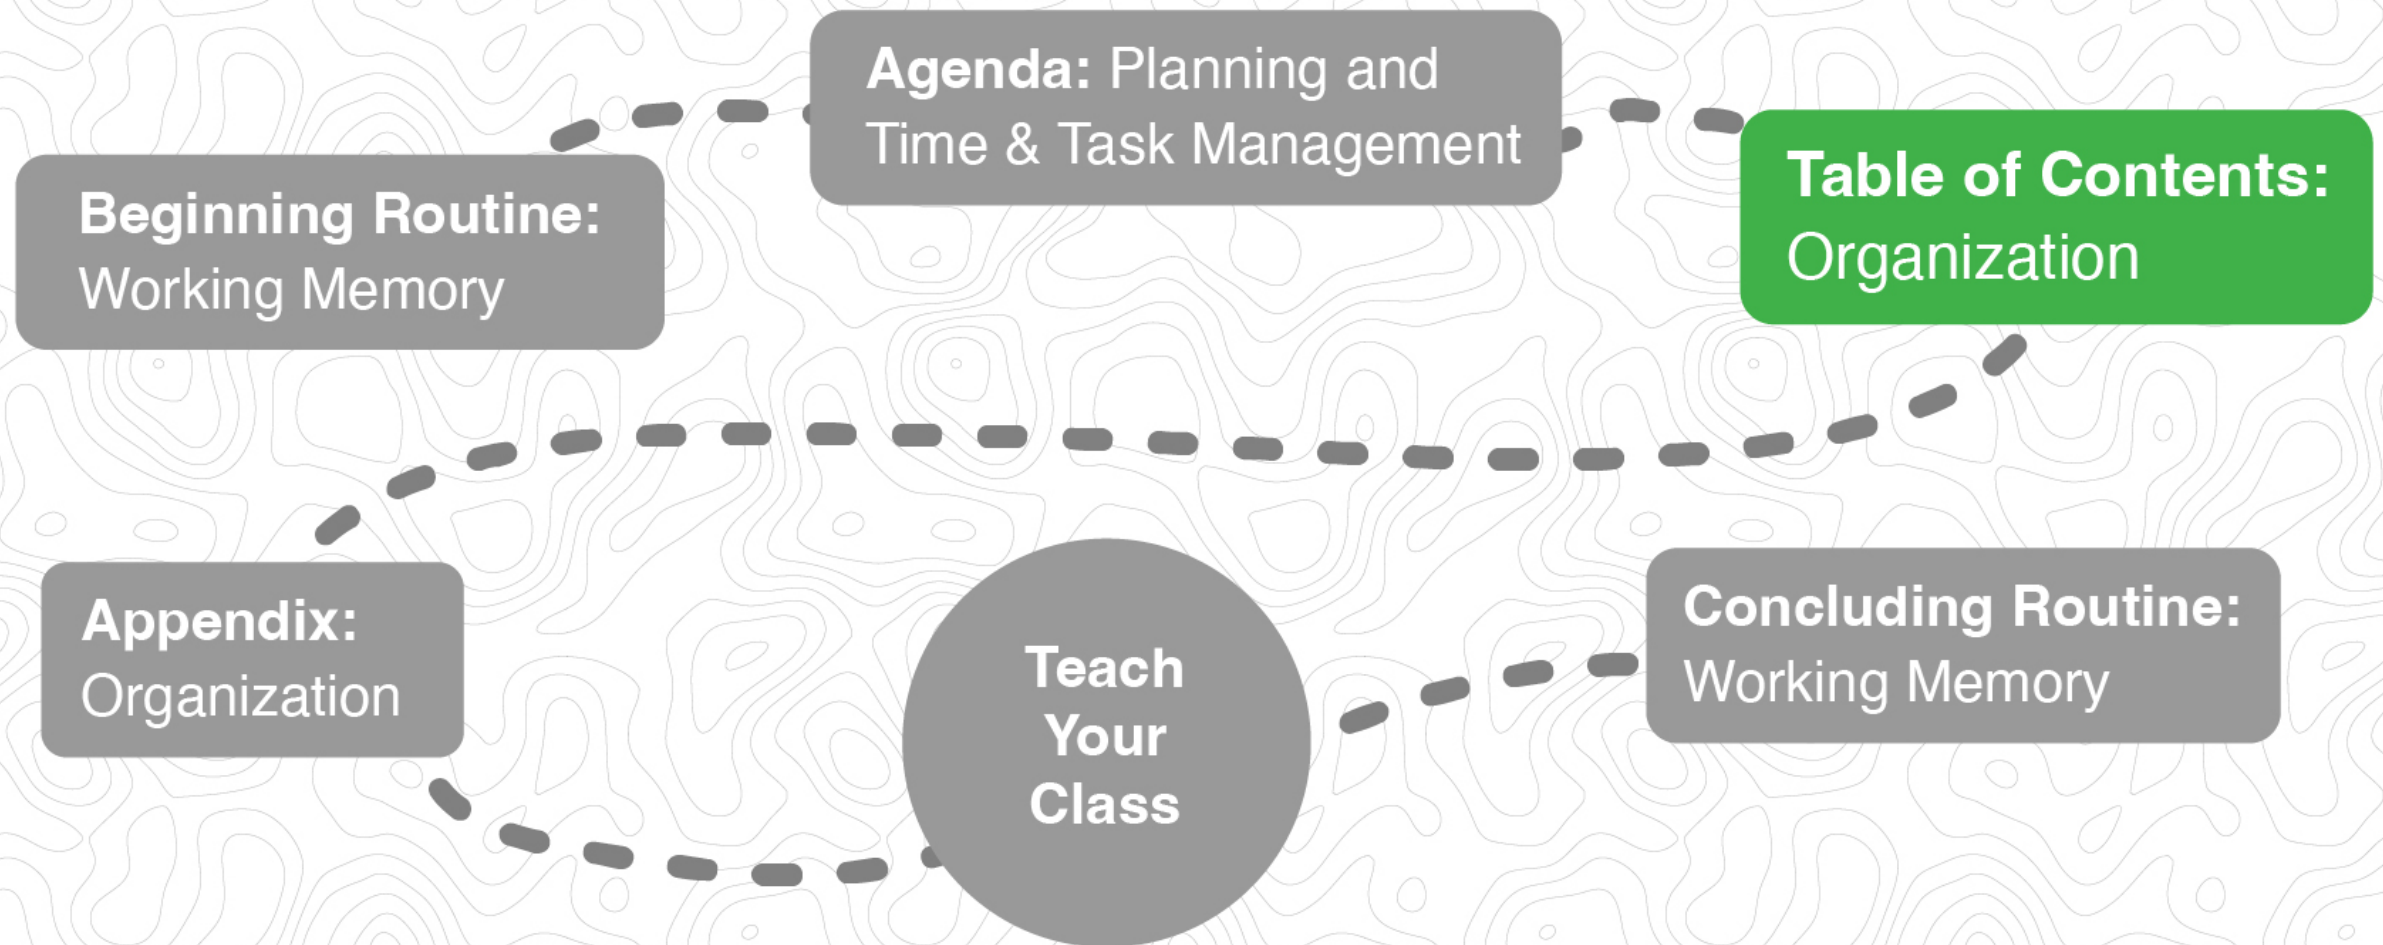 Beginning Routine:
Working Memory
Agenda: Planning and
Time & Task Management
Table of Contents:
Organization
Appendix:
Organization
Teach
Your
Class
Concluding Routine:
Working Memory